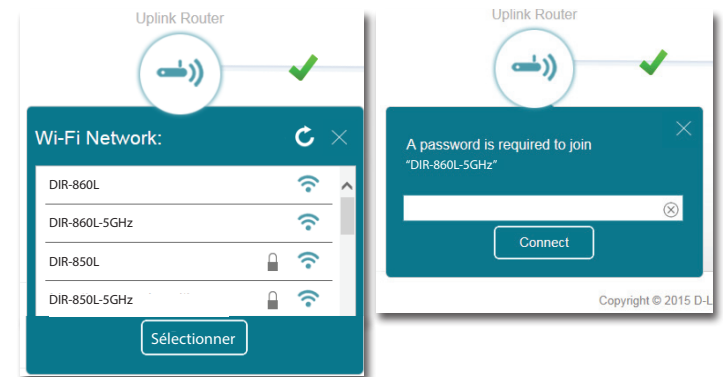 Uplink Router
Wi-Fi Network:
DIR-860L
DIR-860L-5GHz
DIR-850L
DIR-850L-5GHz
Sélectionner
Uplink Router
A password is required to join
“DIR-860L-5GHz”
Connect
Copyright © 2015 D-L